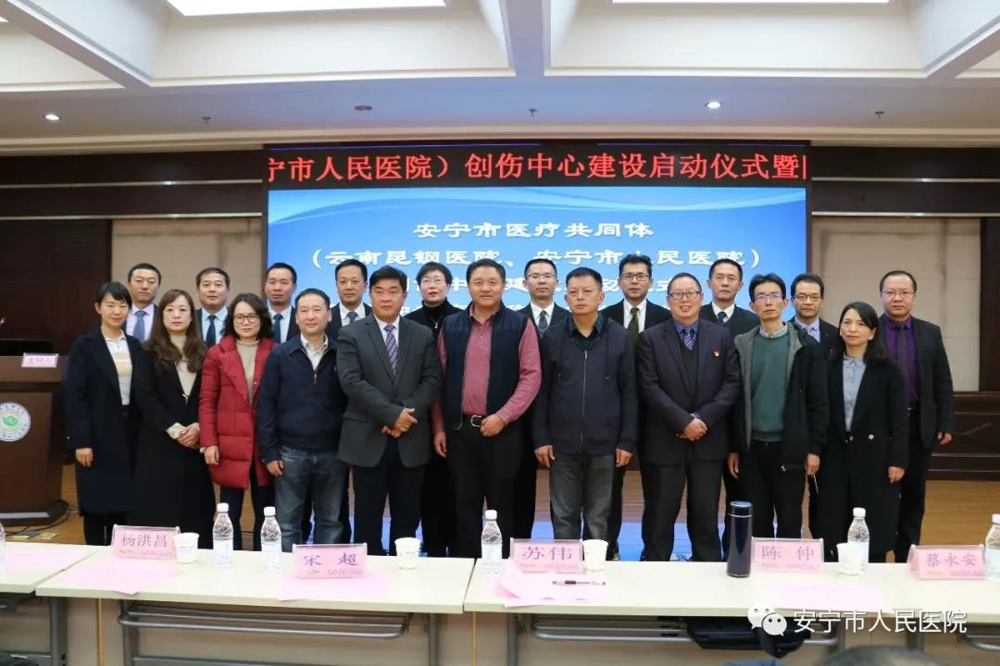 宁市人民医院）创伤中心建设启动仪式暨
安宁市医疗共同体
（云南昆钢医院、安宁市人民医院）
主持人
杨洪昌
宋 超
苏伟
陈 仲
蔡永安
安宁市人民医院